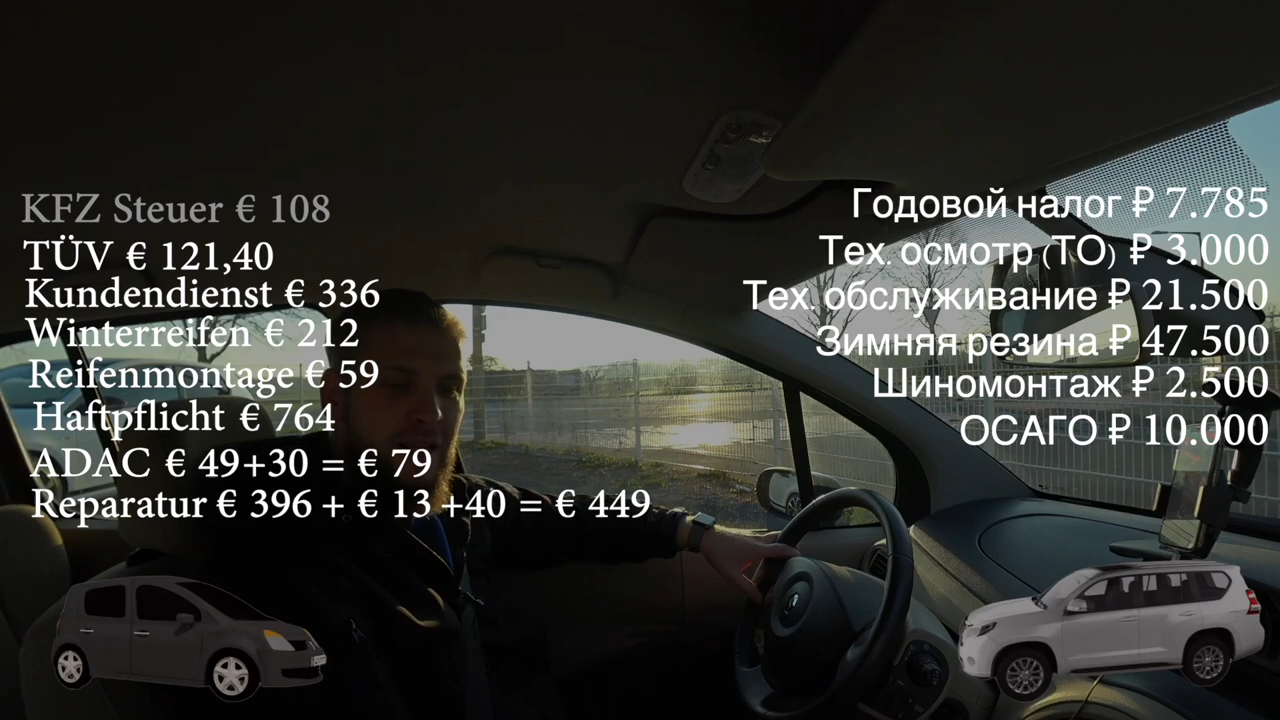 KFZ Steuer € 108
TÜV € 121,40
Kundendienst € 336
Winterreifen € 212
Reifenmontage € 59
Haftpflicht € 764
ADAC € 49+30 = € 79
Reparatur € 396 + € 13 +40 = € 449
Годовой налог ₽ 7.785
Тех. осмотр (ТО) ₽ 3.000
Тех. обслуживание ₽ 21.500
Зимняя резина ₽ 47.500
Шиномонтаж ₽ 2.500
ОСАГО ₽ 10.000